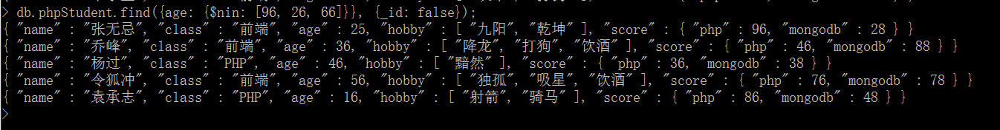 > db.phpStudent.find({age: {$nin: [96, 26, 66]}}, {_id: false});
{ "name" : "张无忌", "class" : "前端", "age" : 25, "hobby" : [ "九阳", "乾坤" ], "score" : { "php" : 96, "mongodb" : 28 } }
{ "name" : "乔峰", "class" : "前端", "age" : 36, "hobby" : [ "降龙", "打狗", "饮酒" ], "score" : { "php" : 46, "mongodb" : 88 } }
{ "name" : "杨过", "class" : "PHP", "age" : 46, "hobby" : [ "黯然" ], "score" : { "php" : 36, "mongodb" : 38 } }
{ "name" : "令狐冲", "class" : "前端", "age" : 56, "hobby" : [ "独孤", "吸星", "饮酒" ], "score" : { "php" : 76, "mongodb" : 78 } }
{ "name" : "袁承志", "class" : "PHP", "age" : 16, "hobby" : [ "射箭", "骑马" ], "score" : { "php" : 86, "mongodb" : 48 } }
>